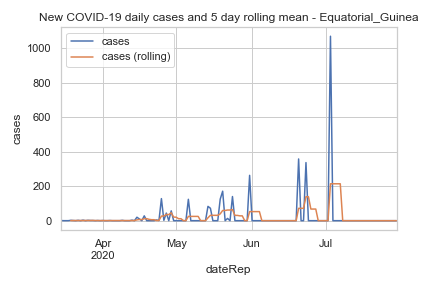 New COVID-19 daily cases and 5 day rolling mean - Equatorial_Guinea
cases
cases (rolling)
1000
800
600
400
200
0
cases
Apr
2020
May
Jun
Jul
dateRep